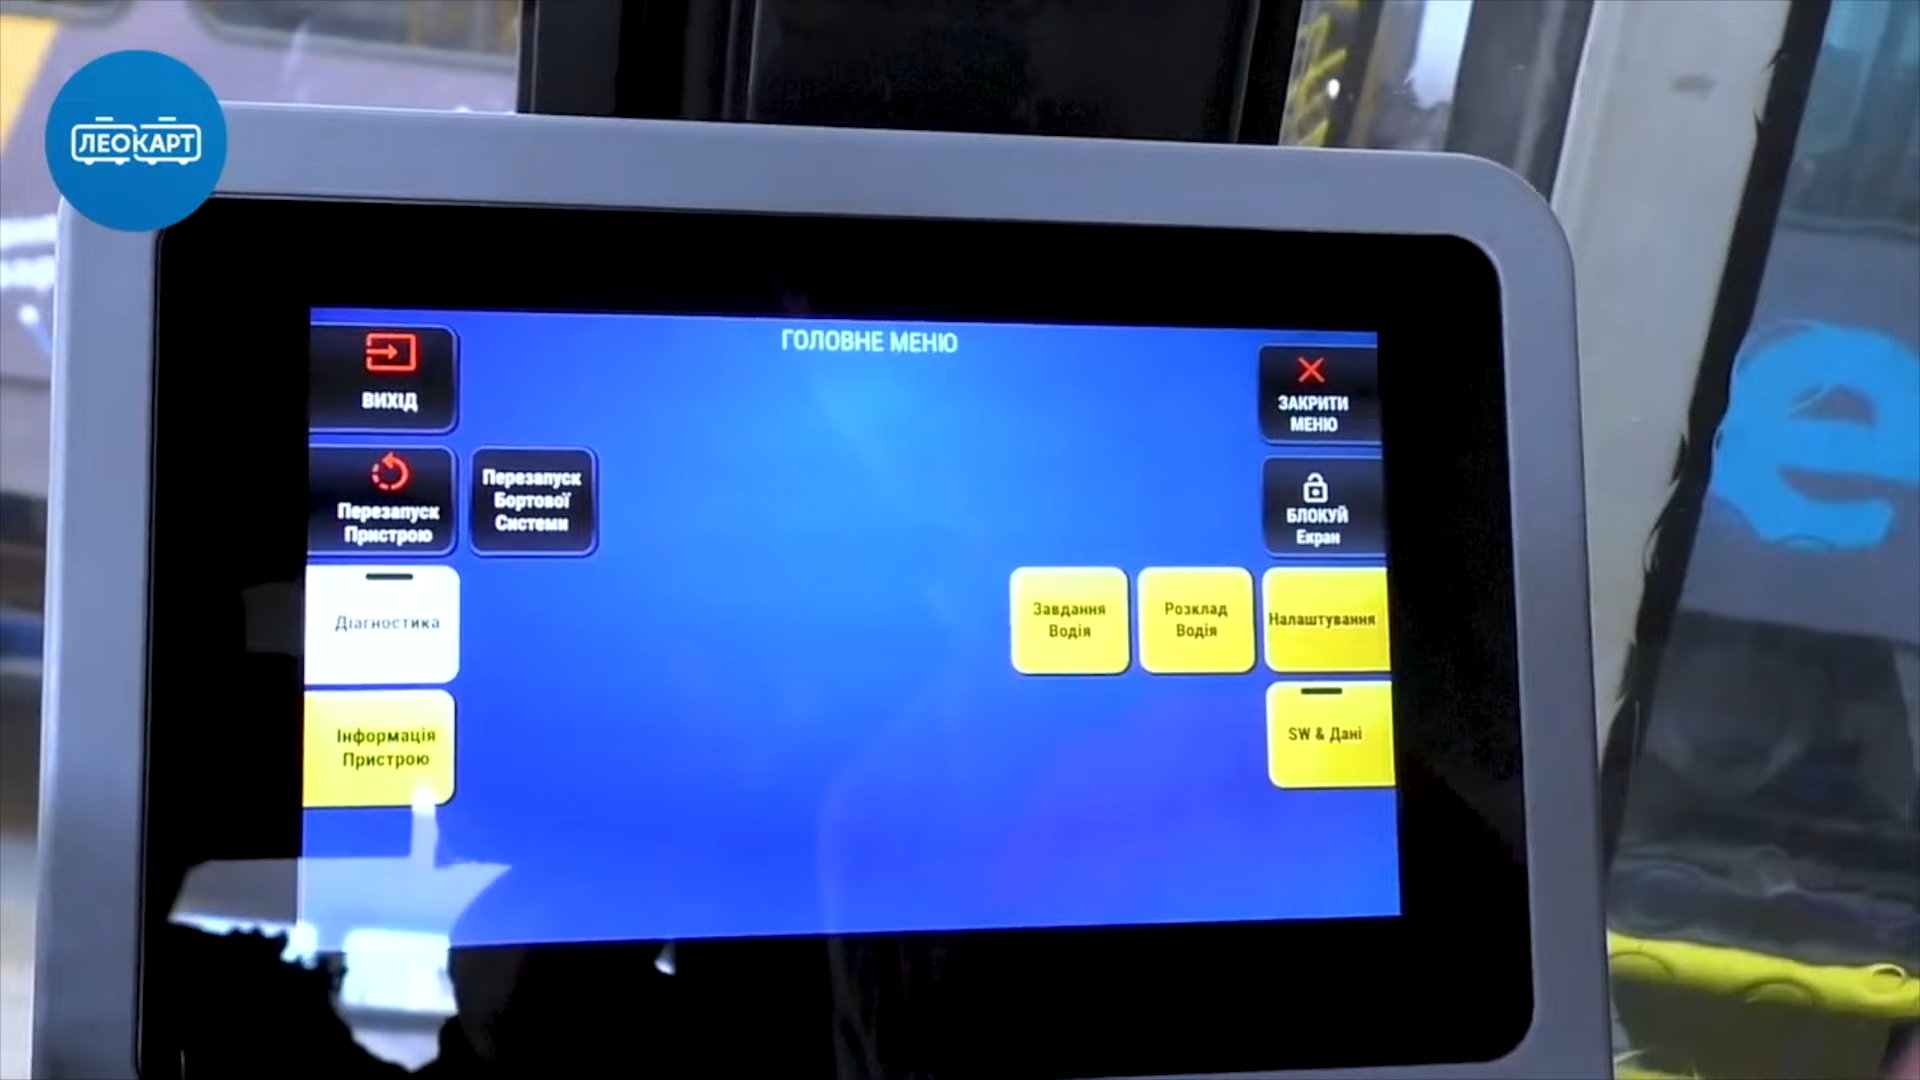 ЛЕОКАРТ
ГОЛОВНЕ МЕНЮ
ВИХІД
ЗАКРИТИ
МЕНЮ
Перезапуск
Пристрою
Перезапуск
Бортової
Системи
БЛОКУЙ
Екран
Діагностика
Завдання
Водія
Розклад
Водія
Налаштування
Інформація
Пристрою
SW & Дані
e